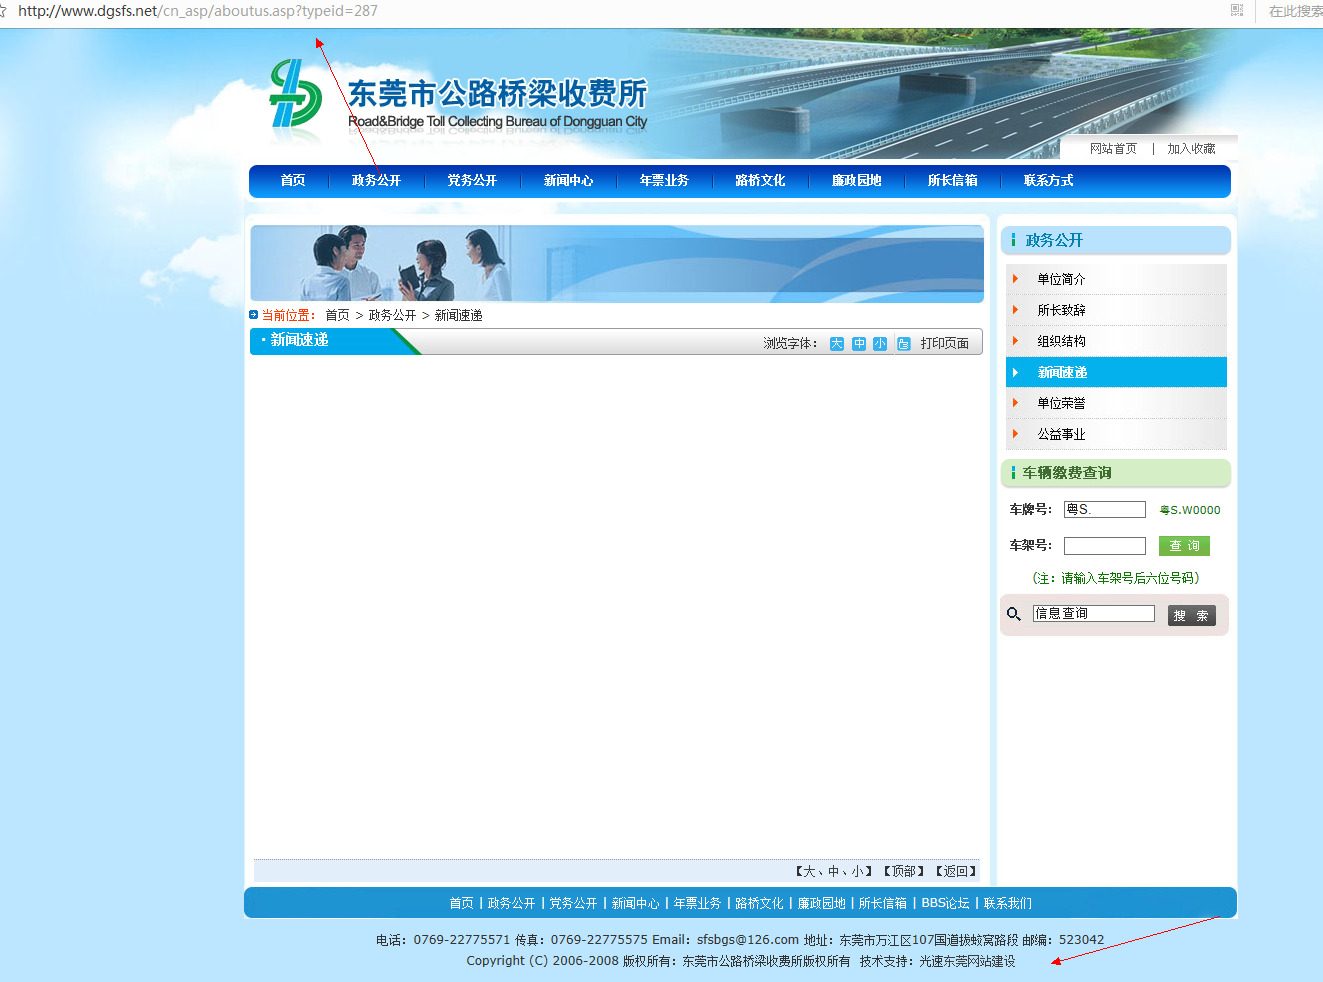 http://www.dgsfs.net/cn_asp/aboutus.asp?typeid=287
在此搜索
东莞市公路桥梁收费所
Road&Bridge Toll Collecting Bureau of Dongguan City
网站首页 | 加入收藏
首页 政务公开 党务公开 新闻中心 年票业务 路桥文化 廉政园地 所长信箱 联系方式
当前位置: 首页 > 政务公开 > 新闻速递
· 新闻速递
浏览字体: 大 中 小 打印页面
政务公开
单位简介
所长致辞
组织结构
新闻速递
单位荣誉
公益事业
车辆缴费查询
车牌号: 粤S. 粤S.W0000
车架号: 查 询
(注: 请输入车架号后六位号码)
信息查询 搜 索
【大、中、小】 【顶部】 【返回】
首页 | 政务公开 | 党务公开 | 新闻中心 | 年票业务 | 路桥文化 | 廉政园地 | 所长信箱 | BBS论坛 | 联系我们
电话: 0769-22775571 传真: 0769-22775575 Email: sfsbgs@126.com 地址: 东莞市万江区107国道拔蛟窝路段 邮编: 523042
Copyright (C) 2006-2008 版权所有: 东莞市公路桥梁收费所版权所有 技术支持: 光速东莞网站建设